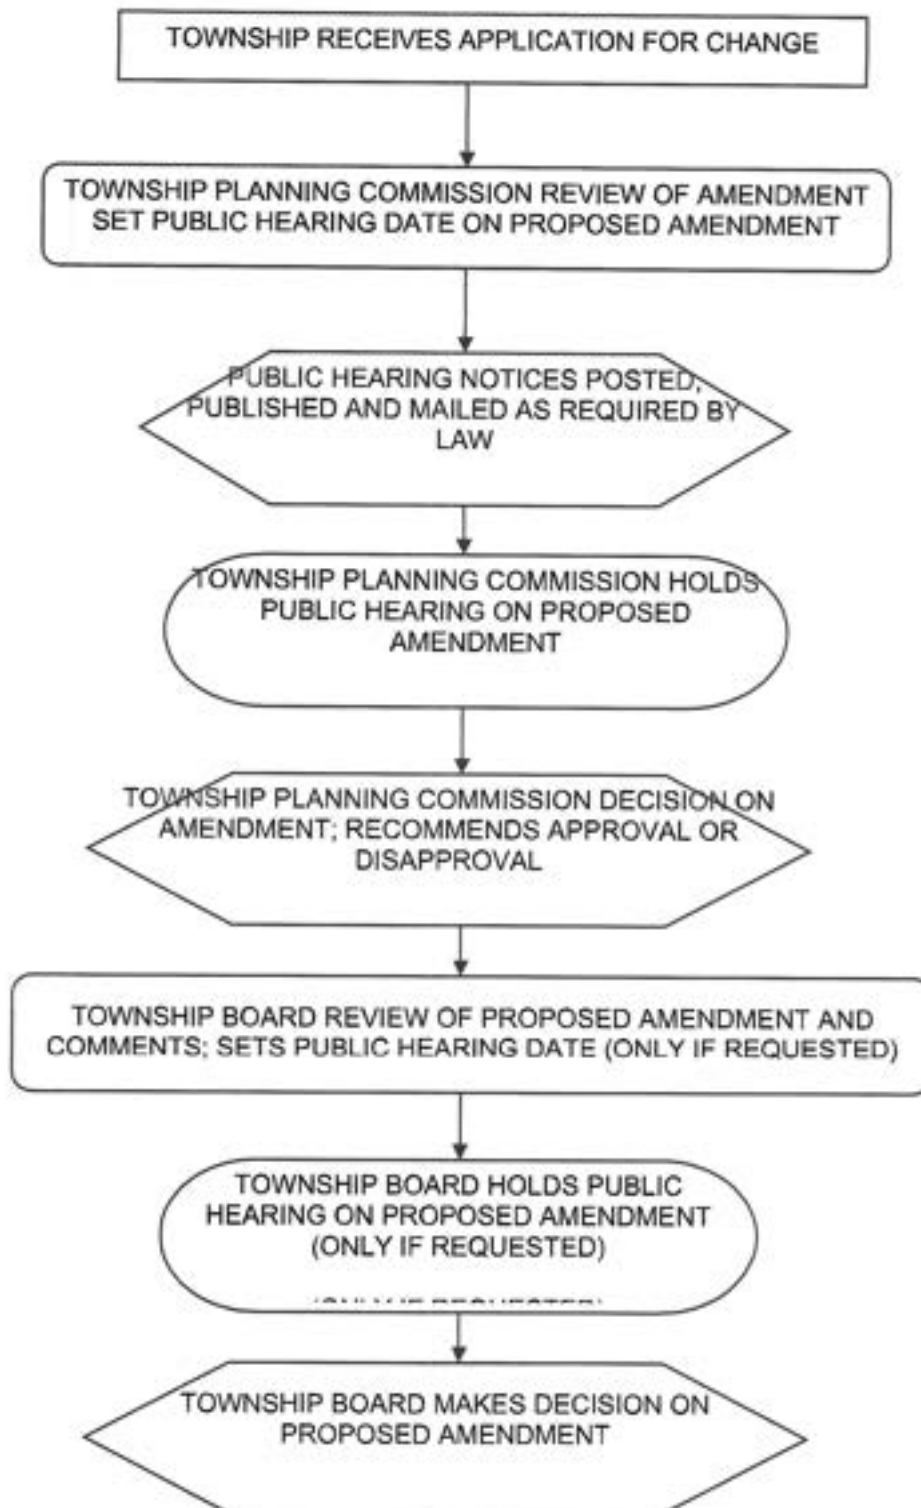 TOWNSHIP RECEIVES APPLICATION FOR CHANGE
TOWNSHIP PLANNING COMMISSION REVIEW OF AMENDMENT
SET PUBLIC HEARING DATE ON PROPOSED AMENDMENT
PUBLIC HEARING NOTICES POSTED,
PUBLISHED AND MAILED AS REQUIRED BY
LAW
TOWNSHIP PLANNING COMMISSION HOLDS
PUBLIC HEARING ON PROPOSED
AMENDMENT
TOWNSHIP PLANNING COMMISSION DECISION ON
AMENDMENT; RECOMMENDS APPROVAL OR
DISAPPROVAL
TOWNSHIP BOARD REVIEW OF PROPOSED AMENDMENT AND
COMMENTS; SETS PUBLIC HEARING DATE (ONLY IF REQUESTED)
TOWNSHIP BOARD HOLDS PUBLIC
HEARING ON PROPOSED AMENDMENT
(ONLY IF REQUESTED)
(ONLY IF REQUESTED)
TOWNSHIP BOARD MAKES DECISION ON
PROPOSED AMENDMENT